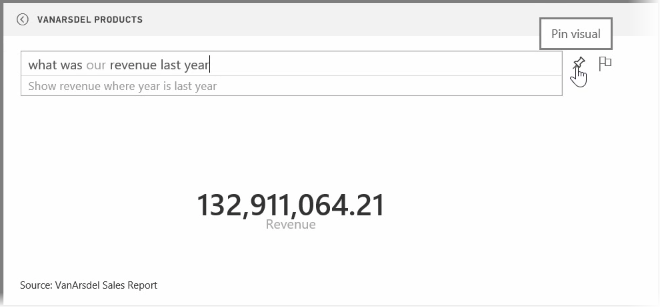 VANARSDEL PRODUCTS
Pin visual
what was our revenue last year
Show revenue where year is last year
132,911,064.21
Revenue
Source: VanArsdel Sales Report